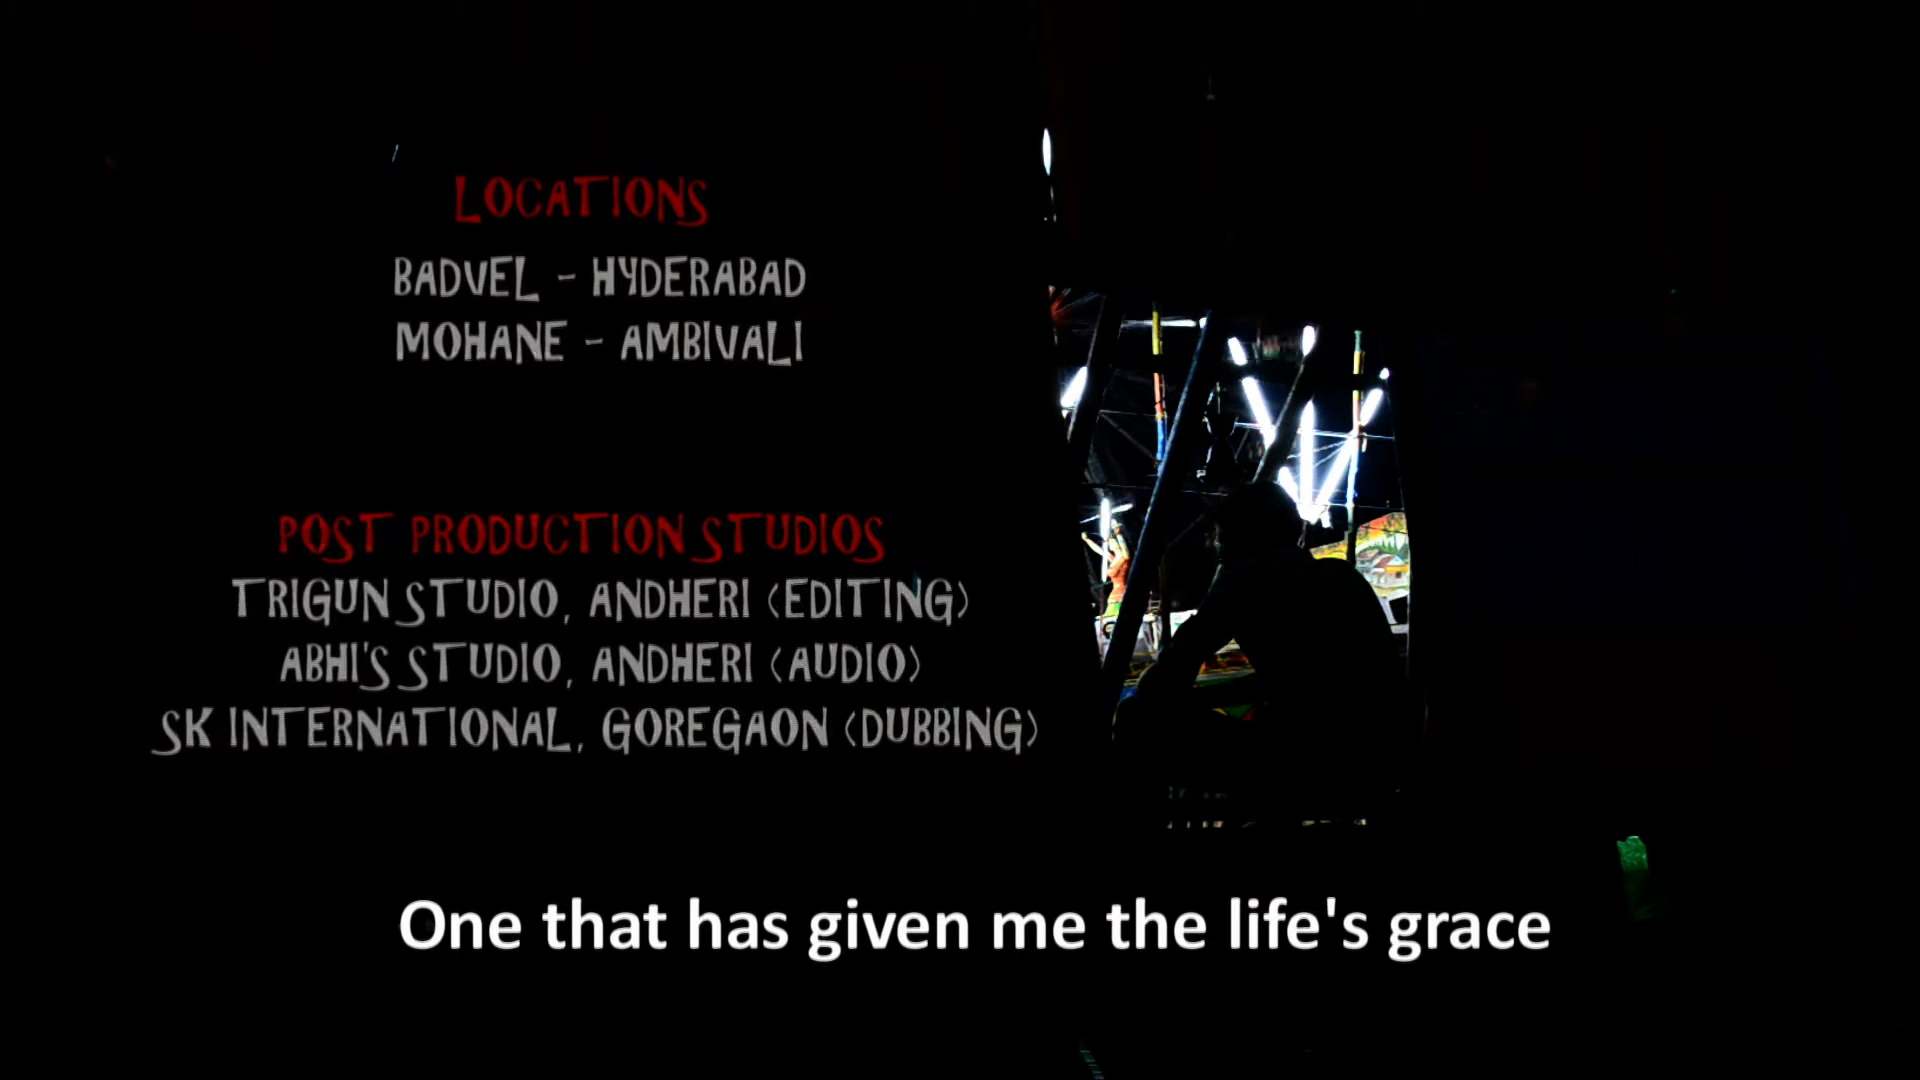 LOCATIONS
BADVEL - HYDERABAD
MOHANE - AMBIVALI
POST PRODUCTION STUDIOS
TRIGUN STUDIO, ANDHERI (EDITING)
ABHI'S STUDIO, ANDHERI (AUDIO)
SK INTERNATIONAL, GOREGAON (DUBBING)
One that has given me the life's grace